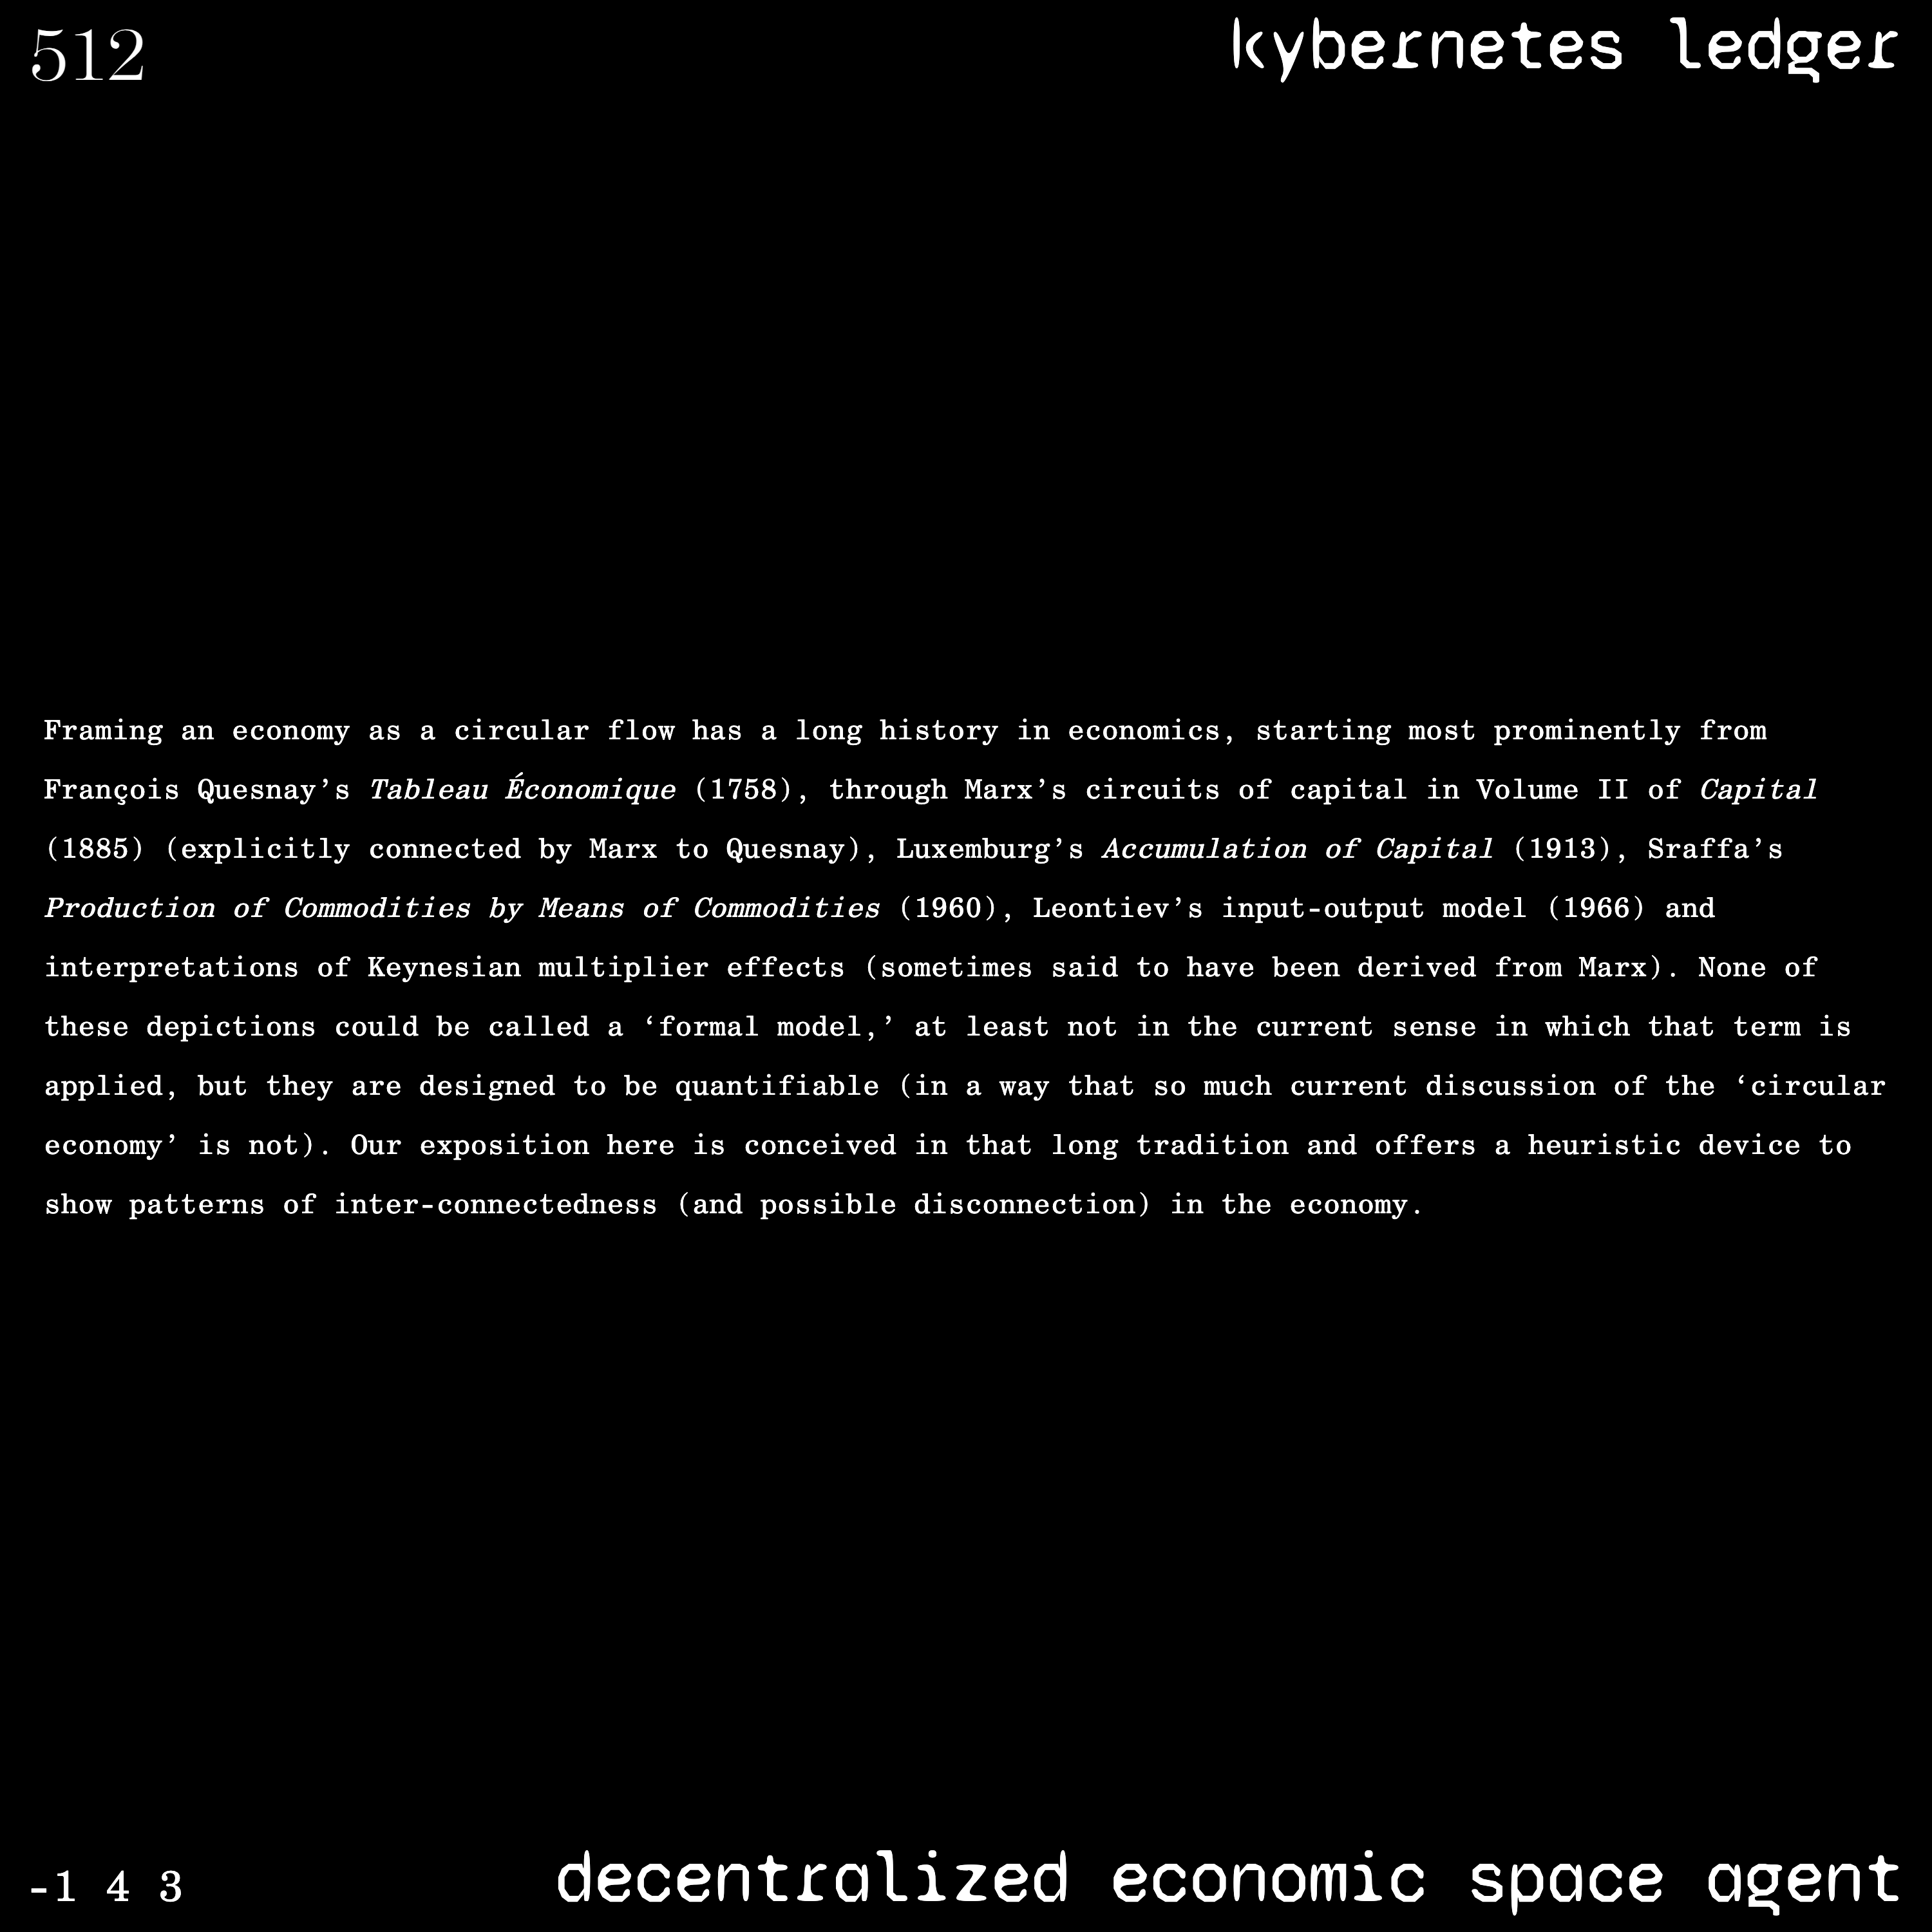 512
kybernetes ledger
Framing an economy as a circular flow has a long history in economics, starting most prominently from
François Quesnay’s Tableau Économique (1758), through Marx’s circuits of capital in Volume II of Capital
(1885) (explicitly connected by Marx to Quesnay), Luxemburg’s Accumulation of Capital (1913), Sraffa’s
Production of Commodities by Means of Commodities (1960), Leontiev’s input-output model (1966) and
interpretations of Keynesian multiplier effects (sometimes said to have been derived from Marx). None of
these depictions could be called a ‘formal model,’ at least not in the current sense in which that term is
applied, but they are designed to be quantifiable (in a way that so much current discussion of the ‘circular
economy’ is not). Our exposition here is conceived in that long tradition and offers a heuristic device to
show patterns of inter-connectedness (and possible disconnection) in the economy.
-1 4 3
decentralized economic space agent